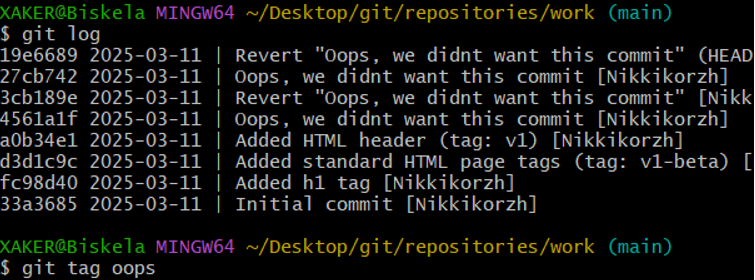 XAKER@Biskela MINGW64 ~/Desktop/git/repositories/work (main)
$ git log
19e6689 2025-03-11 | Revert "Oops, we didnt want this commit" (HEAD
27cb742 2025-03-11 | Oops, we didnt want this commit [Nikkikorzh]
3cb189e 2025-03-11 | Revert "Oops, we didnt want this commit" [Nikk
4561a1f 2025-03-11 | Oops, we didnt want this commit [Nikkikorzh]
a0b34e1 2025-03-11 | Added HTML header (tag: v1) [Nikkikorzh]
d3d1c9c 2025-03-11 | Added standard HTML page tags (tag: v1-beta) [
fc98d40 2025-03-11 | Added h1 tag [Nikkikorzh]
33a3685 2025-03-11 | Initial commit [Nikkikorzh]
XAKER@Biskela MINGW64 ~/Desktop/git/repositories/work (main)
$ git tag oops